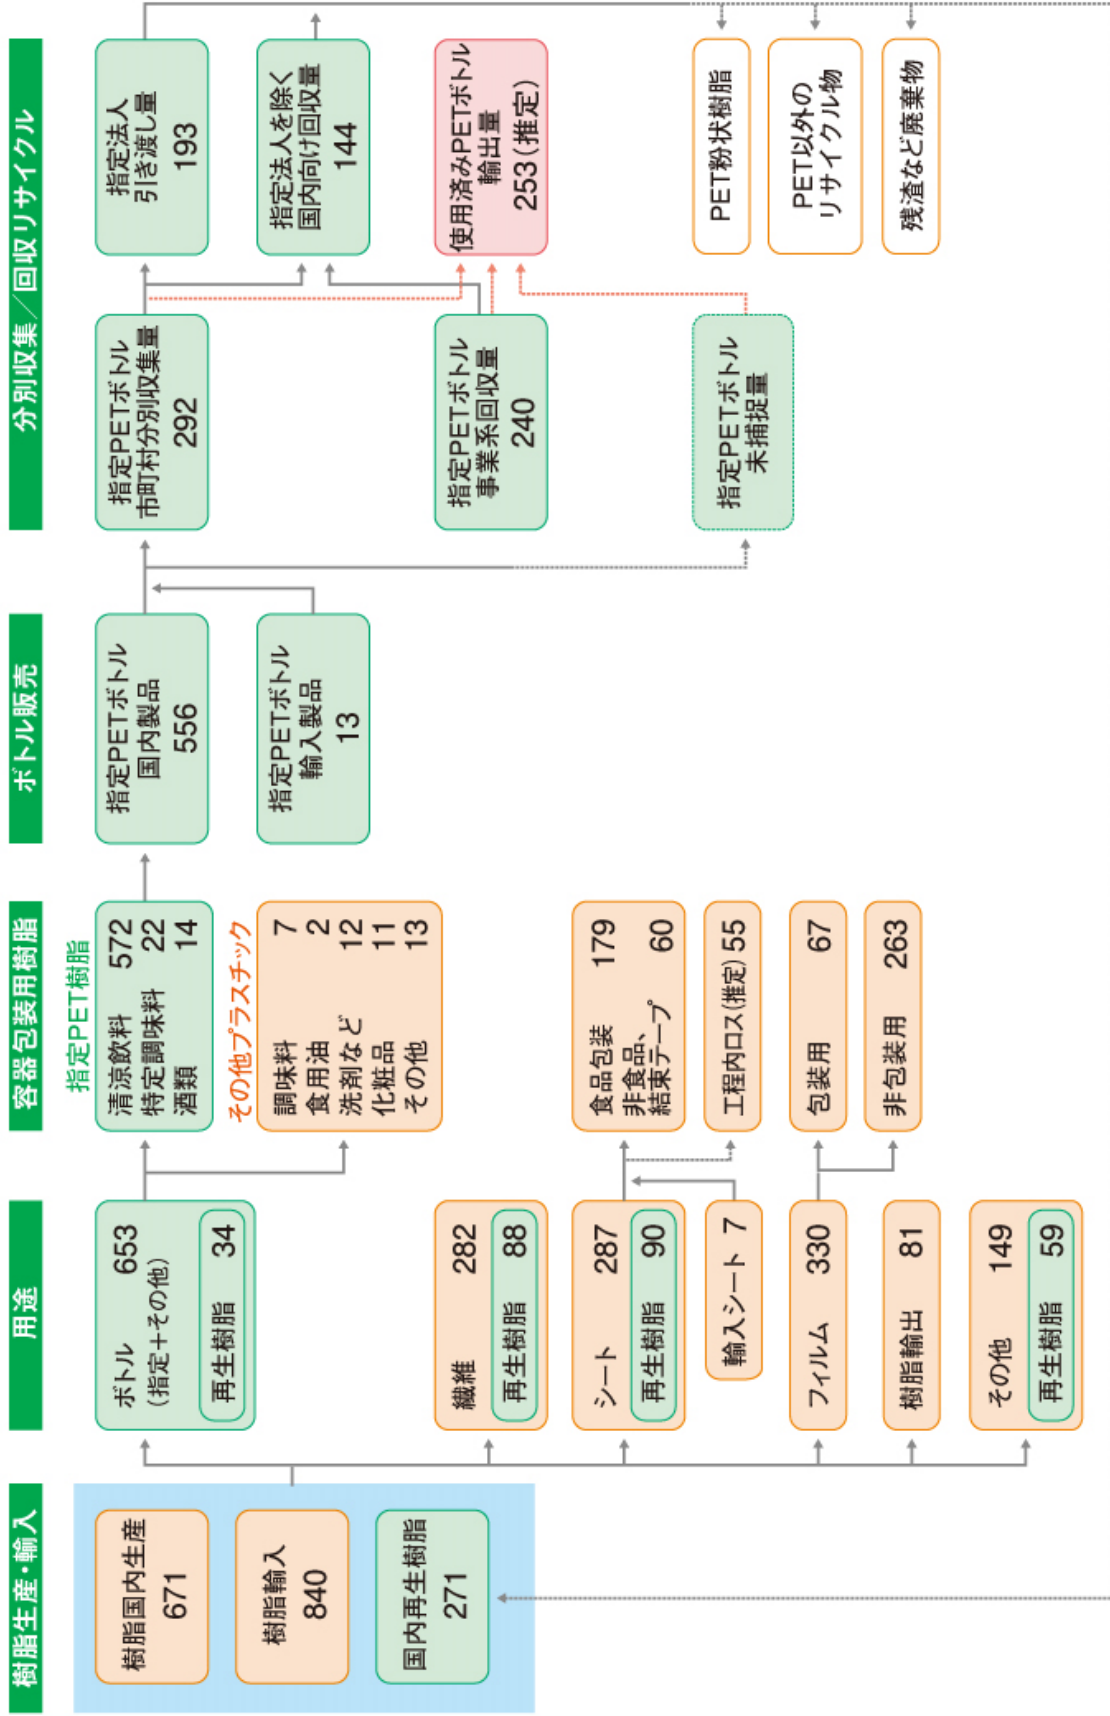 樹脂生産・輸入
樹脂国内生産
671
樹脂輸入
840
国内再生樹脂
271
用途
ボトル 653
(指定+その他)
再生樹脂 34
繊維 282
再生樹脂 88
シート 287
再生樹脂 90
輸入シート 7
フィルム 330
樹脂輸出 81
その他 149
再生樹脂 59
容器包装用樹脂
指定PET樹脂
清涼飲料 572
特定調味料 22
酒類 14
その他プラスチック
調味料 7
食用油 2
洗剤など 12
化粧品 11
その他 13
食品包装 179
非食品、
結束テープ 60
工程内ロス(推定) 55
包装用 67
非包装用 263
ボトル販売
指定PETボトル
国内製品
556
指定PETボトル
輸入製品
13
分別収集/回収リサイクル
指定PETボトル
市町村分別収集量
292
指定PETボトル
事業系回収量
240
指定PETボトル
未捕捉量
指定法人
引き渡し量
193
指定法人を除く
国内向け回収量
144
使用済みPETボトル
輸出量
253(推定)
PET粉状樹脂
PET以外の
リサイクル物
残渣など廃棄物